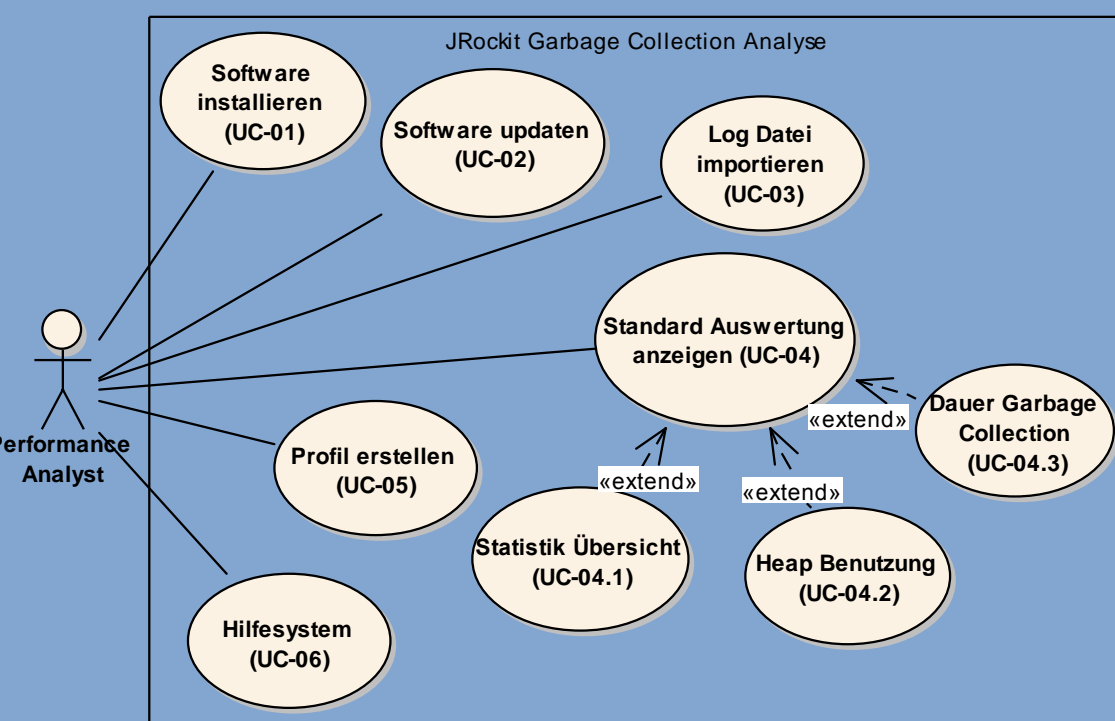 JRockit Garbage Collection Analyse
Software
installieren
(UC-01)
Software updaten
(UC-02)
Log Datei
importieren
(UC-03)
Standard Auswertung
anzeigen (UC-04)
«extend»
Dauer Garbage
Collection
(UC-04.3)
Performance
Analyst
Profil erstellen
(UC-05)
«extend»
«extend»
Statistik Übersicht
(UC-04.1)
Heap Benutzung
(UC-04.2)
Hilfesystem
(UC-06)